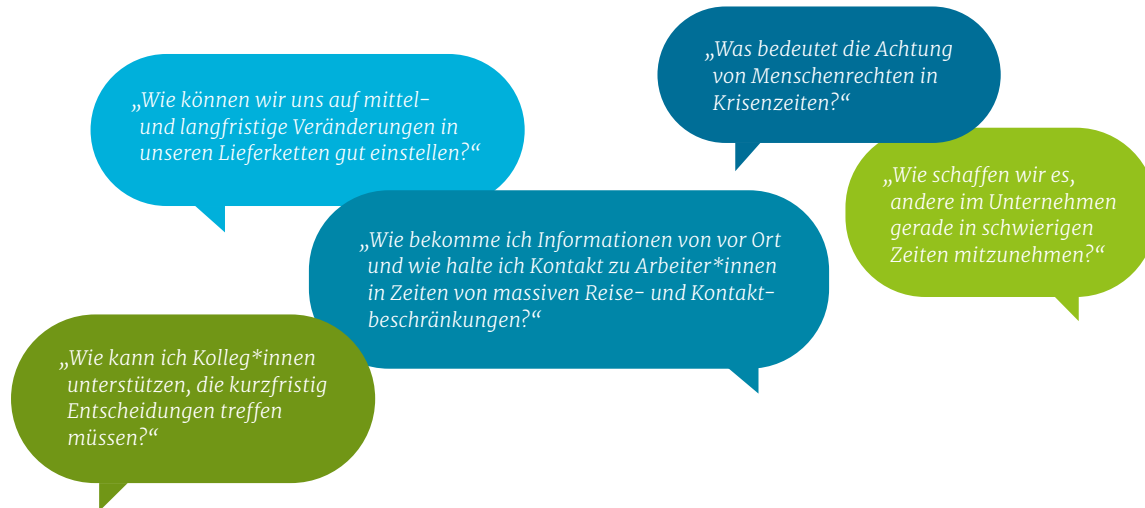 „Was bedeutet die Achtung
von Menschenrechten in
Krisenzeiten?“
„Wie können wir uns auf mittel-
und langfristige Veränderungen in
unseren Lieferketten gut einstellen?“
„Wie schaffen wir es,
andere im Unternehmen
gerade in schwierigen
Zeiten mitzunehmen?“
„Wie bekomme ich Informationen von vor Ort
und wie halte ich Kontakt zu Arbeiter*innen
in Zeiten von massiven Reise- und Kontakt-
beschränkungen?“
„Wie kann ich Kolleg*innen
unterstützen, die kurzfristig
Entscheidungen treffen
müssen?“